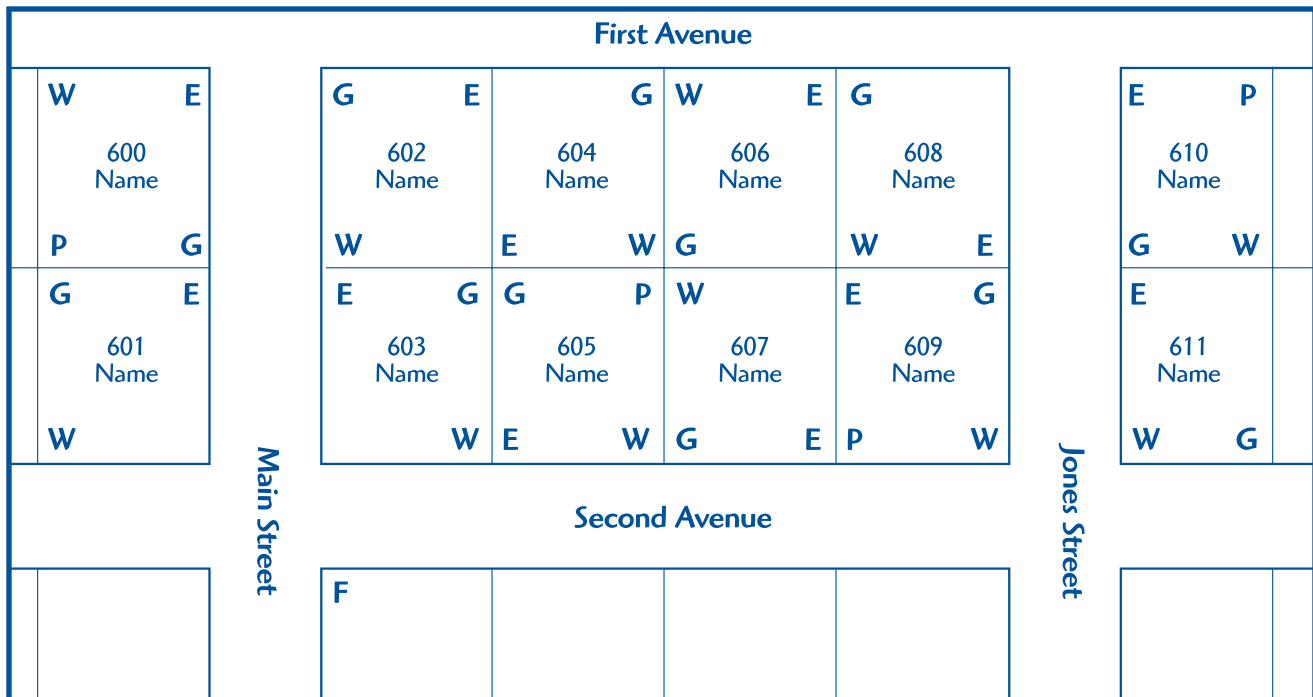 First Avenue
W E G E G W E G E P
600 602 604 606 608 610
Name Name Name Name Name Name
P G W E W G W E G W
G E E G G P W E G E
601 603 605 607 609 611
Name Name Name Name Name Name
W W E W G E P W W G
Main Street
Jones Street
Second Avenue
F